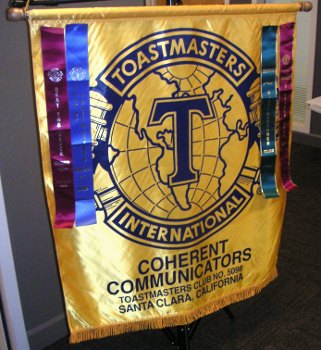 TOASTMASTERS
T
INTERNATIONAL
COHERENT
COMMUNICATORS
TOASTMASTERS CLUB NO. 5098
SANTA CLARA, CALIFORNIA